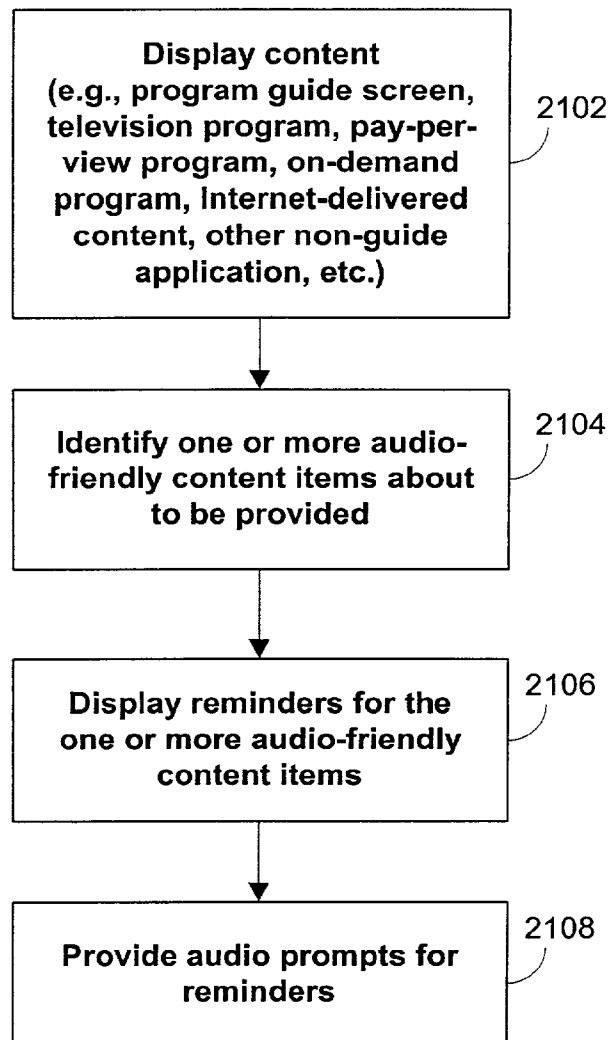 Display content
(e.g., program guide screen,
television program, pay-per-
view program, on-demand
program, Internet-delivered
content, other non-guide
application, etc.)
2102
Identify one or more audio-
friendly content items about
to be provided
2104
Display reminders for the
one or more audio-friendly
content items
2106
Provide audio prompts for
reminders
2108